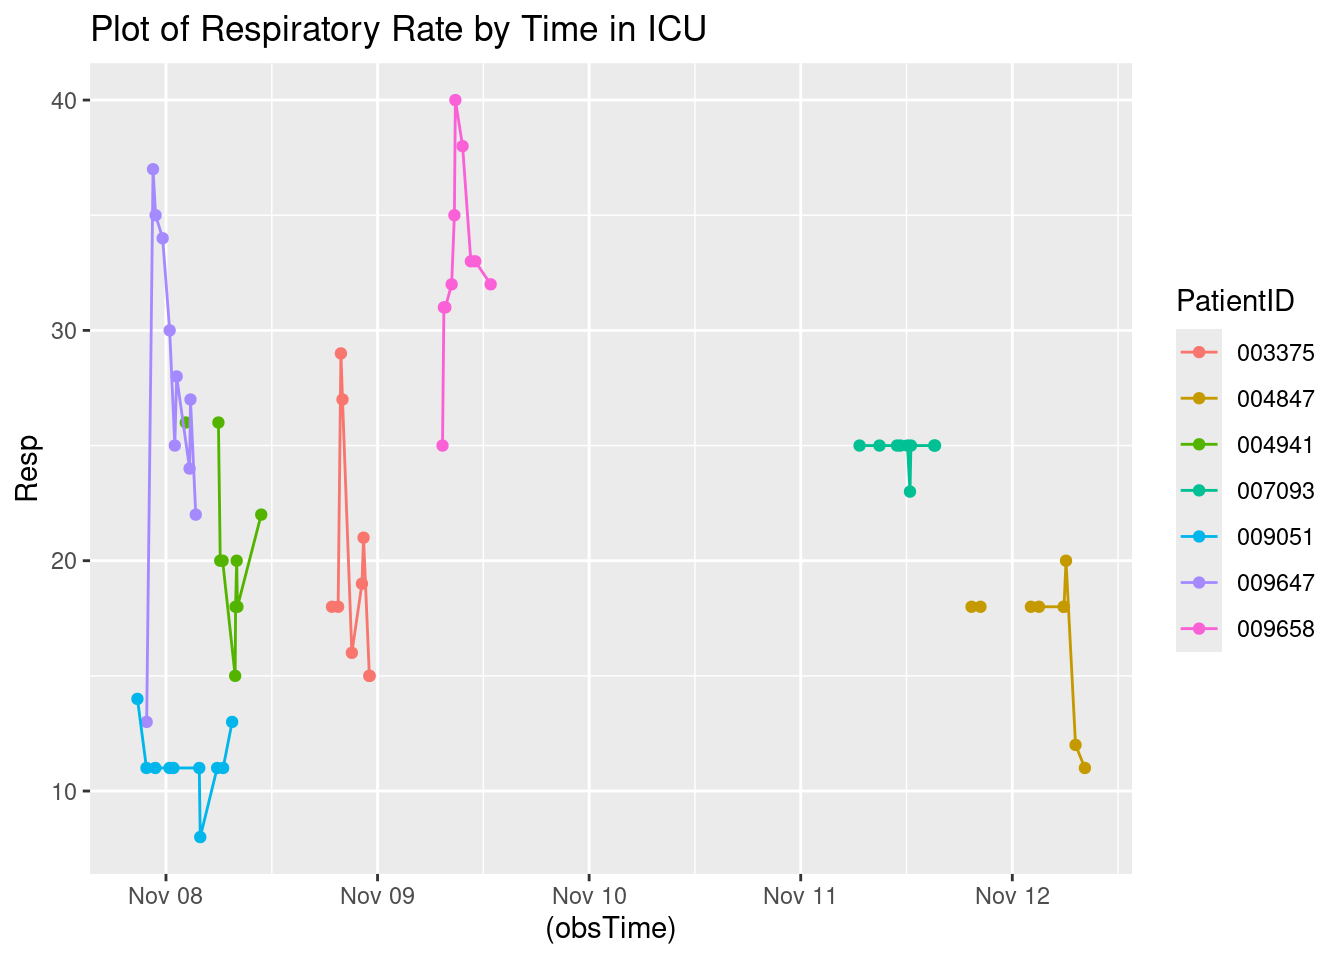 Plot of Respiratory Rate by Time in ICU
40
30
20
10
Resp
Nov 08
Nov 09
Nov 10
Nov 11
Nov 12
(obsTime)
PatientID
003375
004847
004941
007093
009051
009647
009658